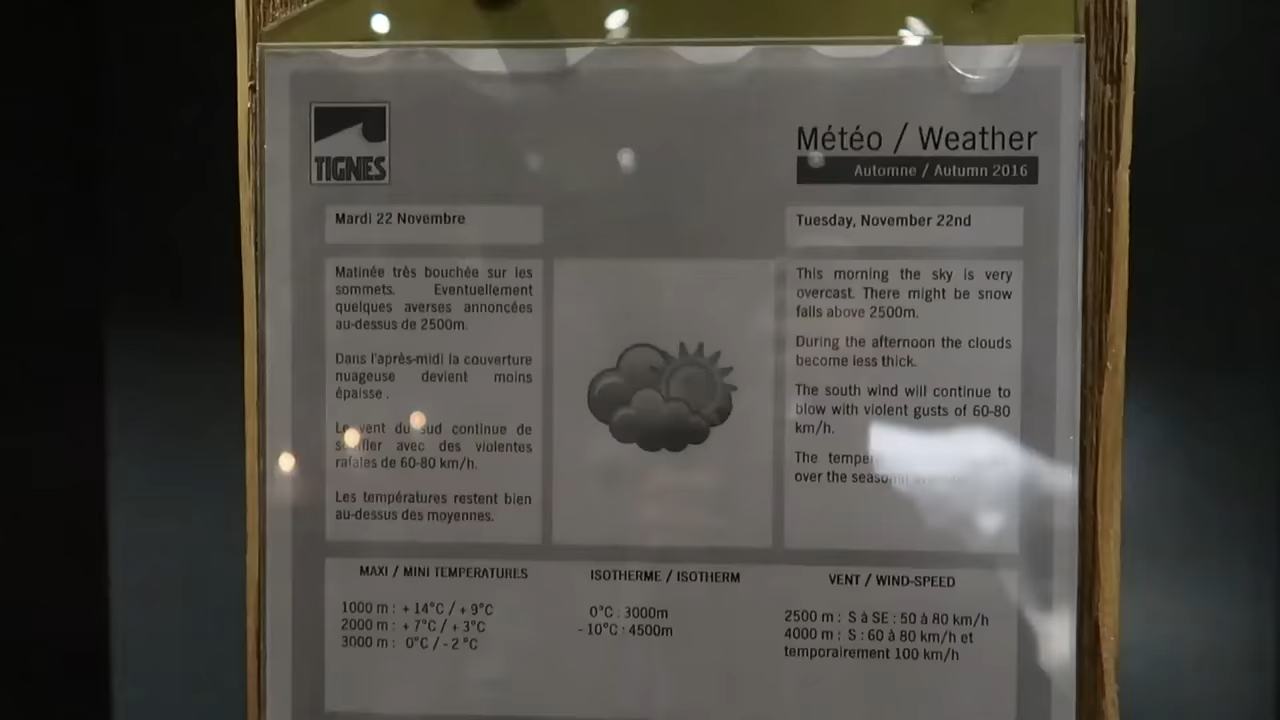 TIGNES
Météo / Weather
Automne / Autumn 2016
Mardi 22 Novembre
Matinée très bouchée sur les
sommets. Eventuellement
quelques averses annoncées
au-dessus de 2500m.
Dans l'après-midi la couverture
nuageuse devient moins
épaisse .
Le vent du sud continue de
souffler avec des violentes
rafales de 60-80 km/h.
Les températures restent bien
au-dessus des moyennes.
Tuesday, November 22nd
This morning the sky is very
overcast. There might be snow
falls above 2500m.
During the afternoon the clouds
become less thick.
The south wind will continue to
blow with violent gusts of 60-80
km/h.
The
over the
MAXI / MINI TEMPERATURES
1000 m : + 14°C / + 9°C
2000 m : + 7°C / + 3°C
3000 m : 0°C / - 2 °C
ISOTHERME / ISOTHERM
0°C : 3000m
- 10°C : 4500m
VENT / WIND-SPEED
2500 m : S à SE : 50 à 80 km/h
4000 m : S : 60 à 80 km/h et
temporairement 100 km/h